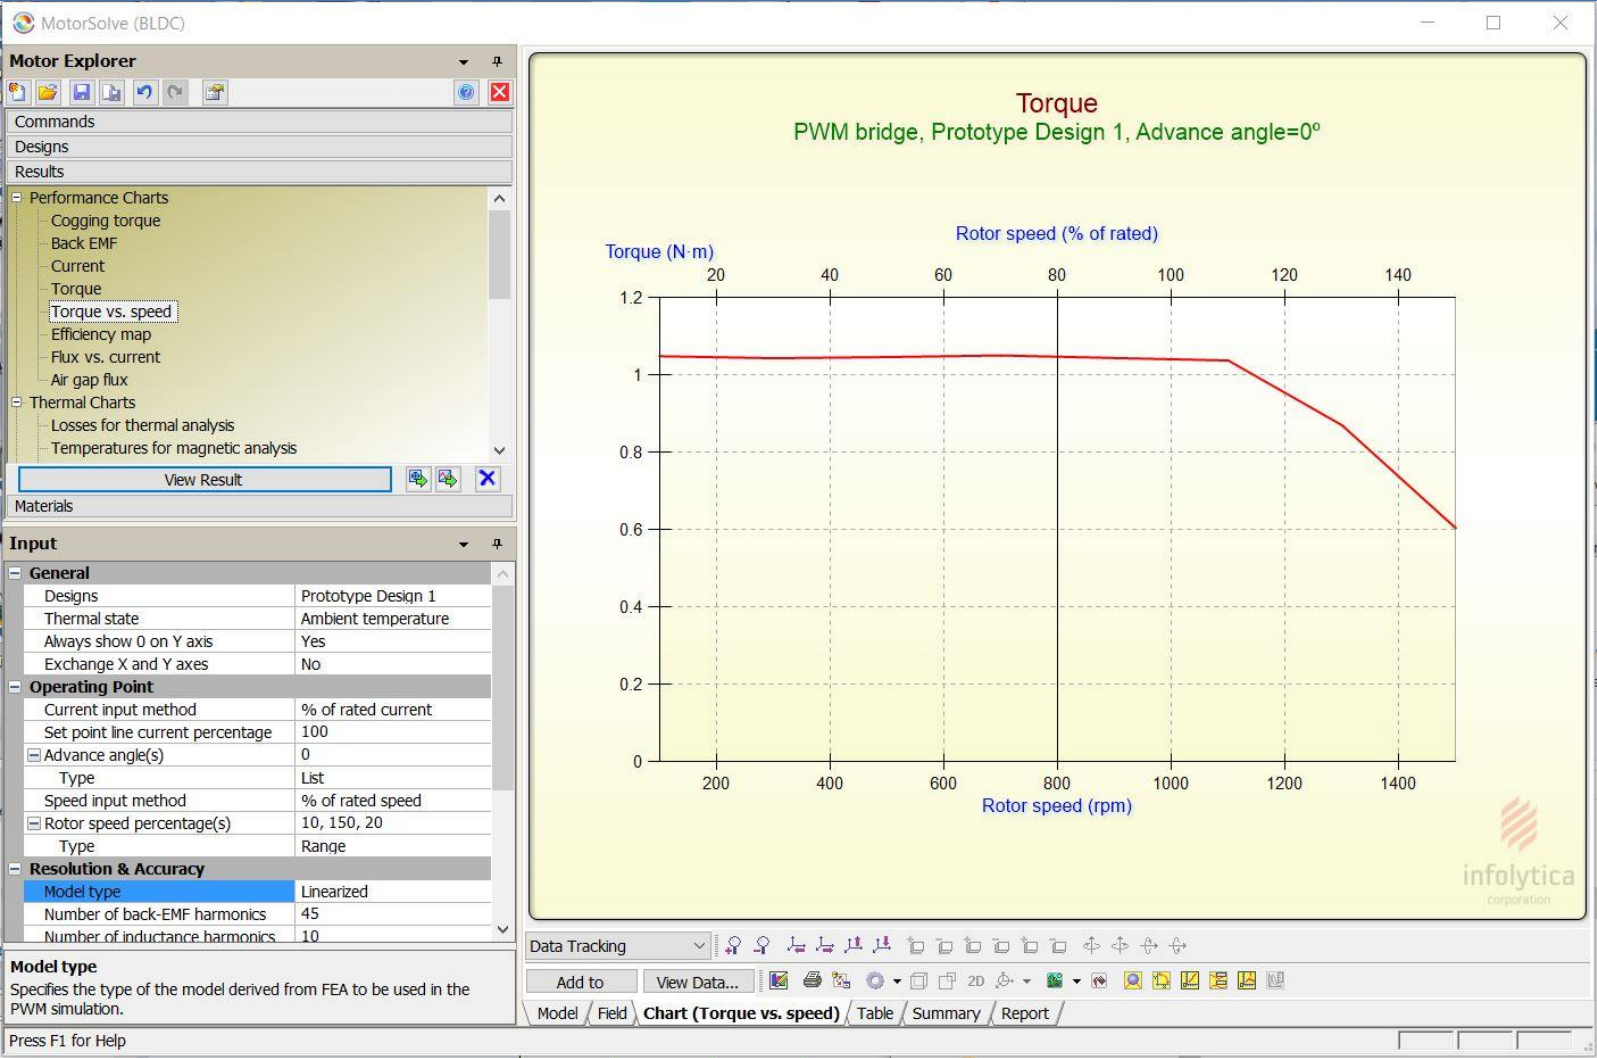 MotorSolve (BLDC)
Motor Explorer
Commands
Designs
Results
Performance Charts
Cogging torque
Back EMF
Current
Torque
Torque vs. speed
Efficiency map
Flux vs. current
Air gap flux
Thermal Charts
Losses for thermal analysis
Temperatures for magnetic analysis
View Result
Materials
Input
General
Designs Prototype Design 1
Thermal state Ambient temperature
Always show 0 on Y axis Yes
Exchange X and Y axes No
Operating Point
Current input method % of rated current
Set point line current percentage 100
Advance angle(s) 0
Type List
Speed input method % of rated speed
Rotor speed percentage(s) 10, 150, 20
Type Range
Resolution & Accuracy
Model type Linearized
Number of back-EMF harmonics 45
Number of inductance harmonics 10
Model type
Specifies the type of the model derived from FEA to be used in the
PWM simulation.
Press F1 for Help
Torque
PWM bridge, Prototype Design 1, Advance angle=0º
Rotor speed (% of rated)
Torque (N·m)
20 40 60 80 100 120 140
1.2
1
0.8
0.6
0.4
0.2
0
200 400 600 800 1000 1200 1400
Rotor speed (rpm)
infolytica
corporation
Data Tracking
Add to View Data... 2D
Model Field Chart (Torque vs. speed) Table Summary Report